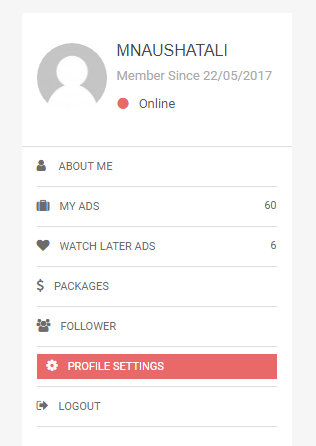 MNAUSHATALI
Member Since 22/05/2017
Online
ABOUT ME
MY ADS 60
WATCH LATER ADS 6
PACKAGES
FOLLOWER
PROFILE SETTINGS
LOGOUT